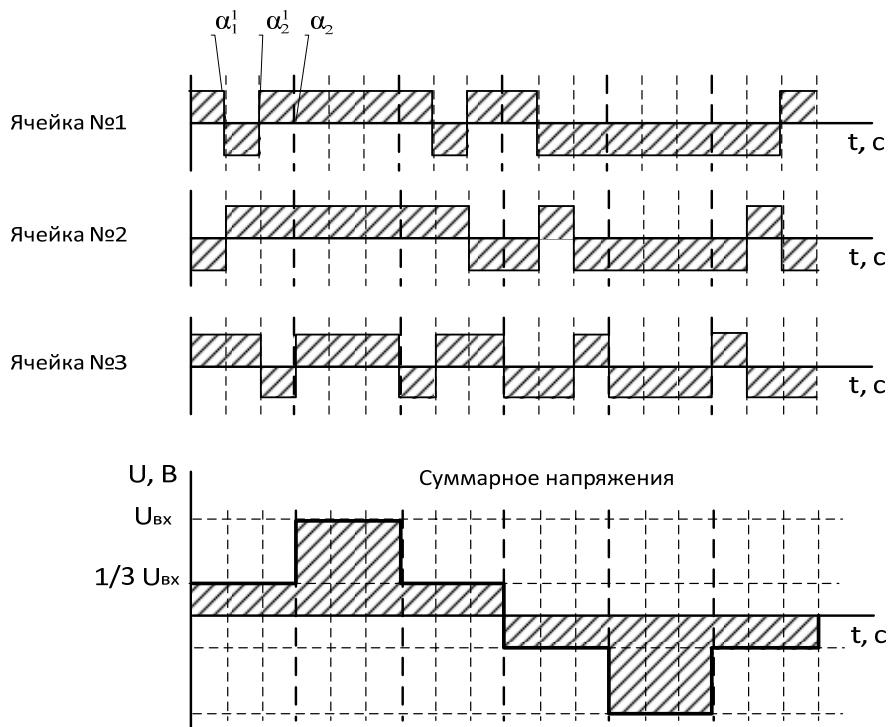 α₁¹ α₂¹ α₂
Ячейка №1
t, c
Ячейка №2
t, c
Ячейка №3
t, c
U, В
Суммарное напряжения
Uвх
1/3 Uвх
t, c